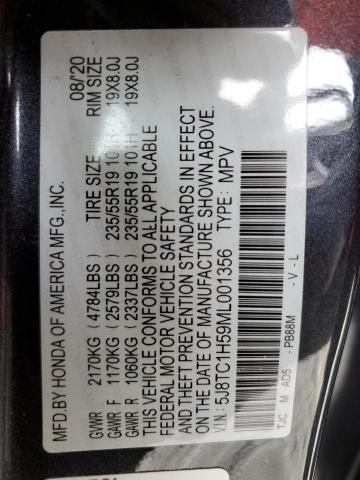 MFD.BY HONDA OF AMERICA MFG.,INC. 08/20
TIRE SIZE RIM SIZE
GVWR 2170KG (4784LBS)
GAWR F 1170KG (2579LBS) 235/55R19 101H 19X8.0J
GAWR R 1060KG (2337LBS) 235/55R19 101H 19X8.0J
THIS VEHICLE CONFORMS TO ALL APPLICABLE
FEDERAL MOTOR VEHICLE SAFETY
AND THEFT PREVENTION STANDARDS IN EFFECT
ON THE DATE OF MANUFACTURE SHOWN ABOVE.
V.I.N.: 5J8TC1H59ML001356 TYPE: MPV
TJC M AD5 -PB88M -V -L